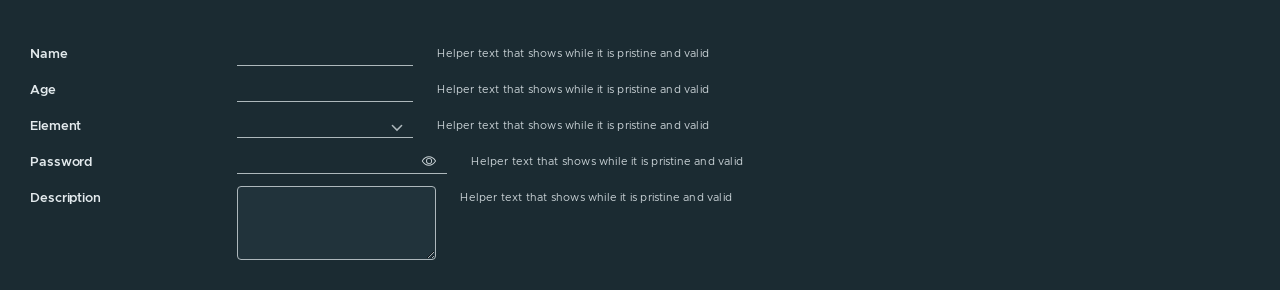 Name Helper text that shows while it is pristine and valid
Age Helper text that shows while it is pristine and valid
Element Helper text that shows while it is pristine and valid
Password Helper text that shows while it is pristine and valid
Description Helper text that shows while it is pristine and valid